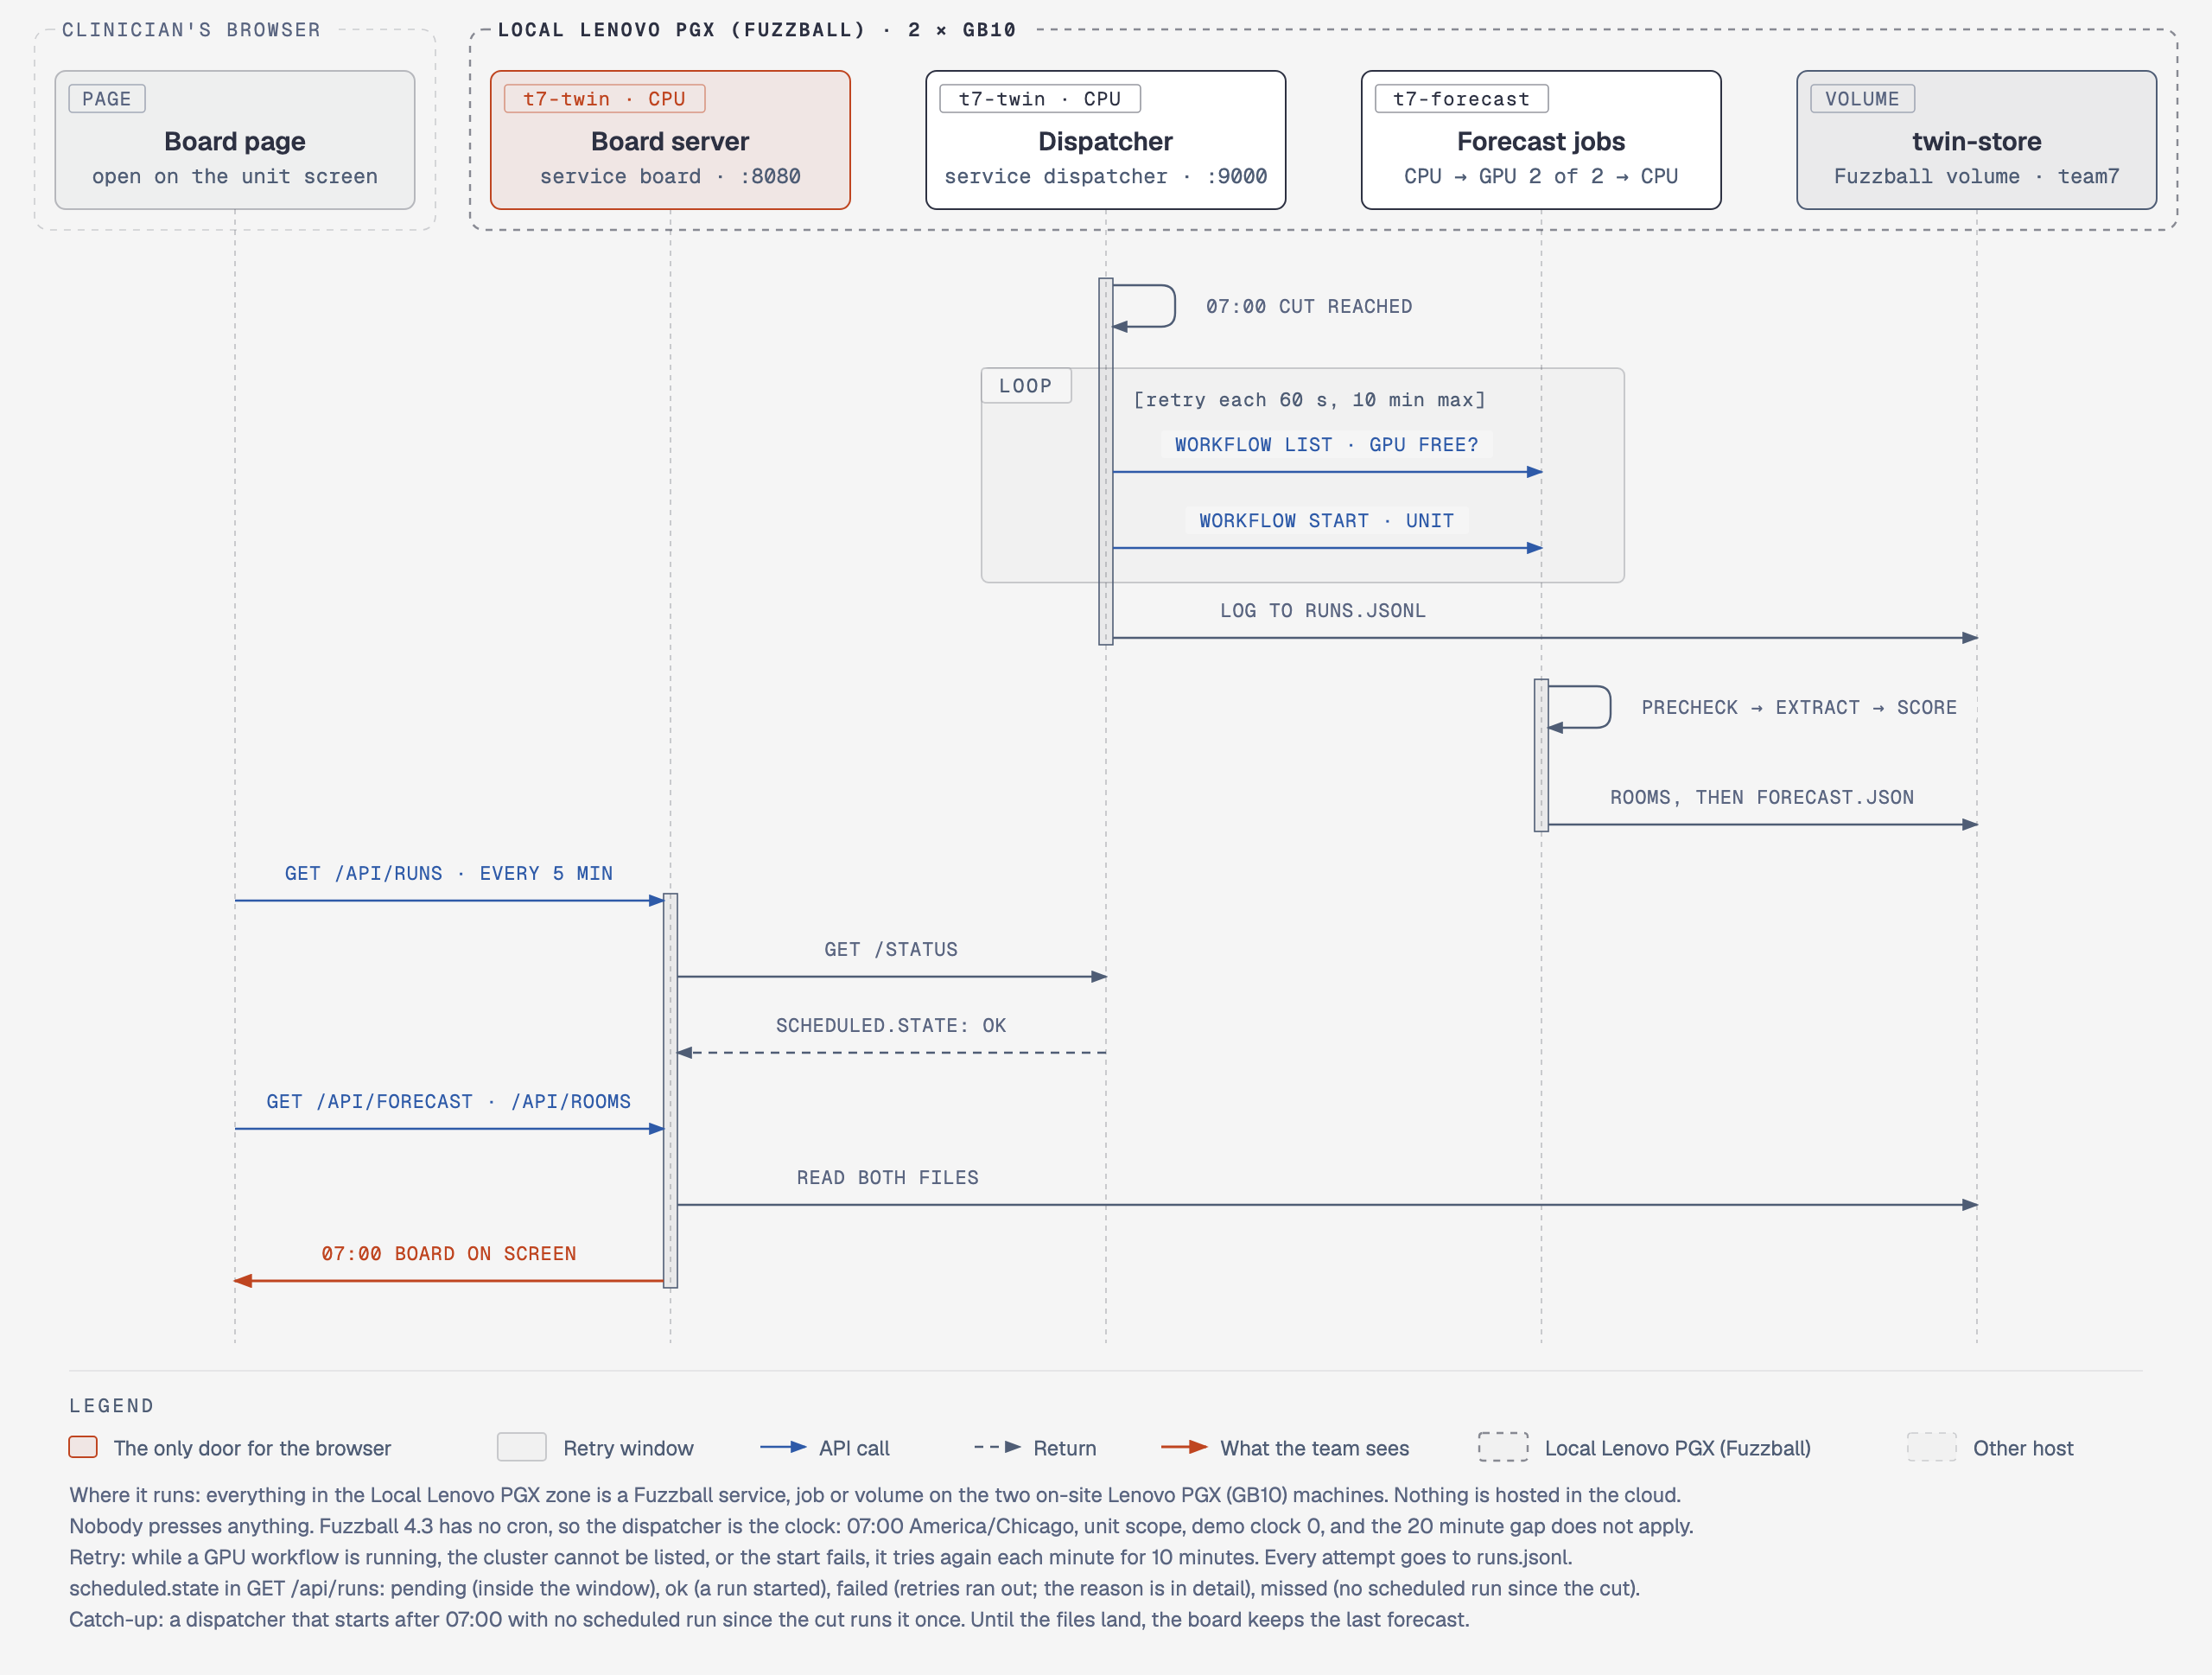 CLINICIAN'S BROWSER
LOCAL LENOVO PGX (FUZZBALL) · 2 × GB10
PAGE
Board page
open on the unit screen
t7-twin · CPU
Board server
service board · :8080
t7-twin · CPU
Dispatcher
service dispatcher · :9000
t7-forecast
Forecast jobs
CPU → GPU 2 of 2 → CPU
VOLUME
twin-store
Fuzzball volume · team7
07:00 CUT REACHED
LOOP
[retry each 60 s, 10 min max]
WORKFLOW LIST · GPU FREE?
WORKFLOW START · UNIT
LOG TO RUNS.JSONL
PRECHECK → EXTRACT → SCORE
ROOMS, THEN FORECAST.JSON
GET /API/RUNS · EVERY 5 MIN
GET /STATUS
SCHEDULED.STATE: OK
GET /API/FORECAST · /API/ROOMS
READ BOTH FILES
07:00 BOARD ON SCREEN
LEGEND
The only door for the browser
Retry window
API call
Return
What the team sees
Local Lenovo PGX (Fuzzball)
Other host
Where it runs: everything in the Local Lenovo PGX zone is a Fuzzball service, job or volume on the two on-site Lenovo PGX (GB10) machines. Nothing is hosted in the cloud.
Nobody presses anything. Fuzzball 4.3 has no cron, so the dispatcher is the clock: 07:00 America/Chicago, unit scope, demo clock 0, and the 20 minute gap does not apply.
Retry: while a GPU workflow is running, the cluster cannot be listed, or the start fails, it tries again each minute for 10 minutes. Every attempt goes to runs.jsonl.
scheduled.state in GET /api/runs: pending (inside the window), ok (a run started), failed (retries ran out; the reason is in detail), missed (no scheduled run since the cut).
Catch-up: a dispatcher that starts after 07:00 with no scheduled run since the cut runs it once. Until the files land, the board keeps the last forecast.